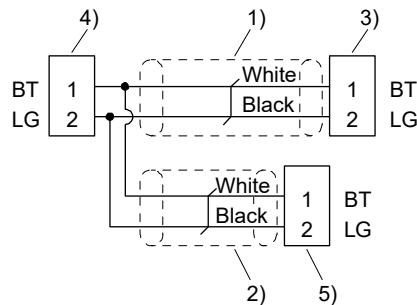 4) 1) 3)
White
BT 1 1 BT
Black
LG 2 2 LG
White
1 BT
Black
2 LG
2) 5)